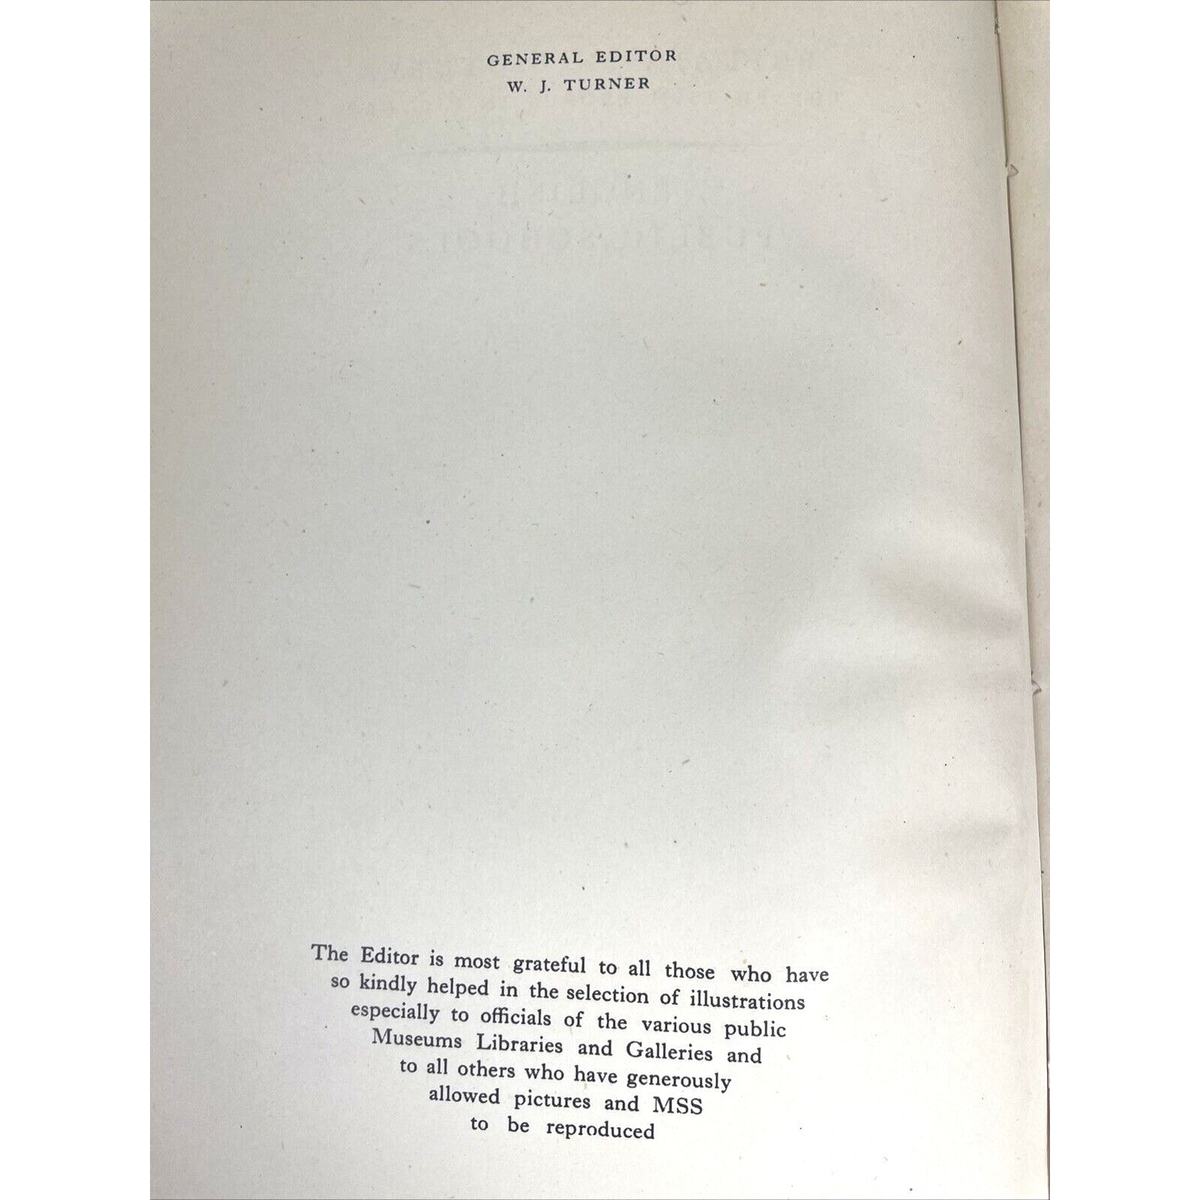 GENERAL EDITOR
W. J. TURNER
The Editor is most grateful to all those who have
so kindly helped in the selection of illustrations
especially to officials of the various public
Museums Libraries and Galleries and
to all others who have generously
allowed pictures and MSS
to be reproduced